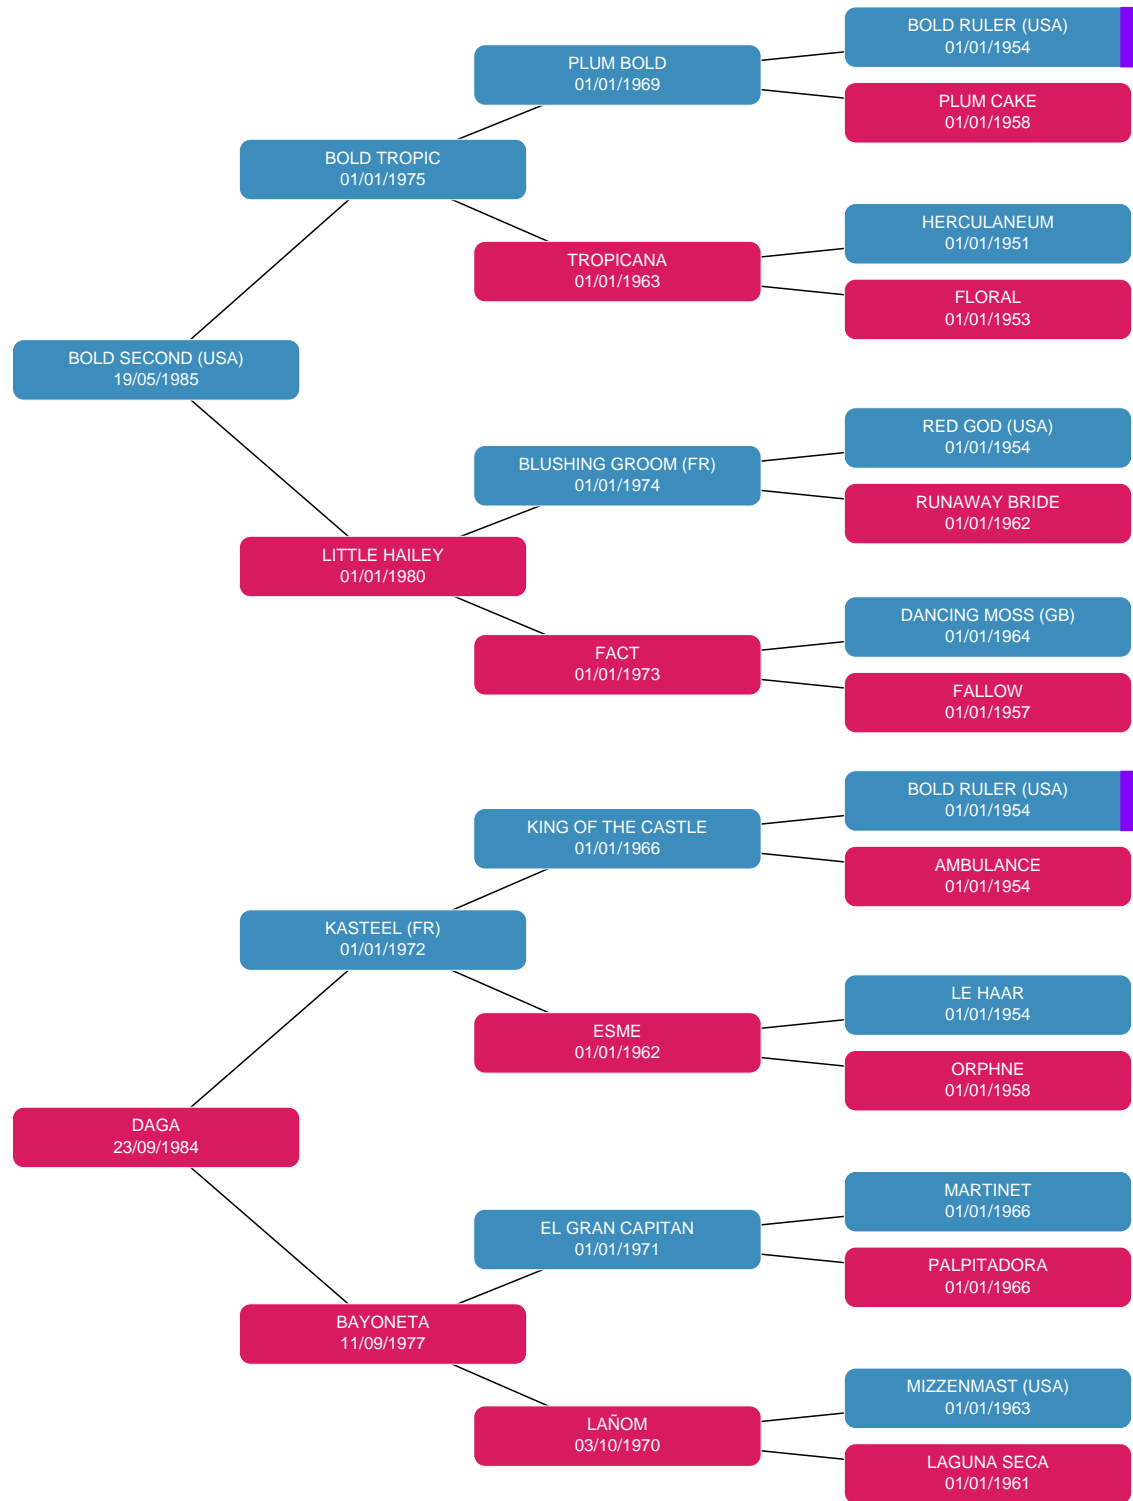 BOLD RULER (USA)
01/01/1954
PLUM BOLD
01/01/1969
PLUM CAKE
01/01/1958
BOLD TROPIC
01/01/1975
HERCULANEUM
01/01/1951
TROPICANA
01/01/1963
FLORAL
01/01/1953
BOLD SECOND (USA)
19/05/1985
RED GOD (USA)
01/01/1954
BLUSHING GROOM (FR)
01/01/1974
RUNAWAY BRIDE
01/01/1962
LITTLE HAILEY
01/01/1980
DANCING MOSS (GB)
01/01/1964
FACT
01/01/1973
FALLOW
01/01/1957
BOLD RULER (USA)
01/01/1954
KING OF THE CASTLE
01/01/1966
AMBULANCE
01/01/1954
KASTEEL (FR)
01/01/1972
LE HAAR
01/01/1954
ESME
01/01/1962
ORPHNE
01/01/1958
DAGA
23/09/1984
MARTINET
01/01/1966
EL GRAN CAPITAN
01/01/1971
PALPITADORA
01/01/1966
BAYONETA
11/09/1977
MIZZENMAST (USA)
01/01/1963
LAÑOM
03/10/1970
LAGUNA SECA
01/01/1961